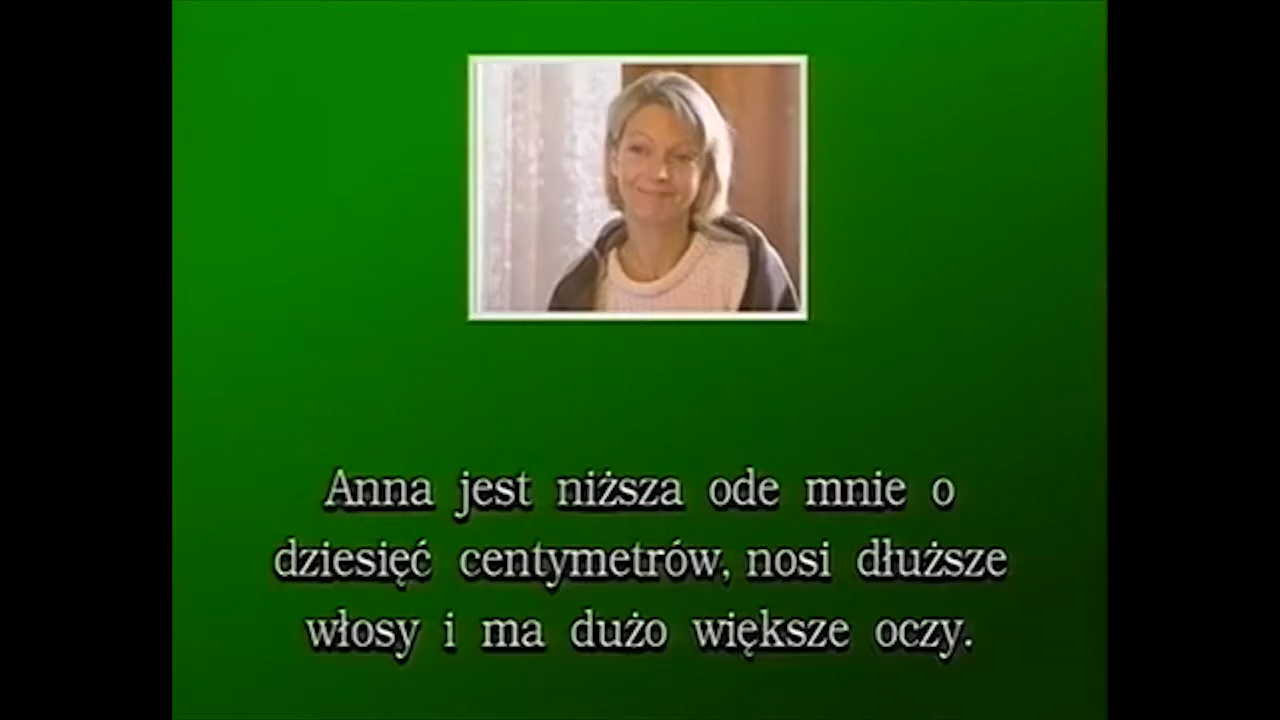 Anna jest niższa ode mnie o
dziesięć centymetrów, nosi dłuższe
włosy i ma dużo większe oczy.